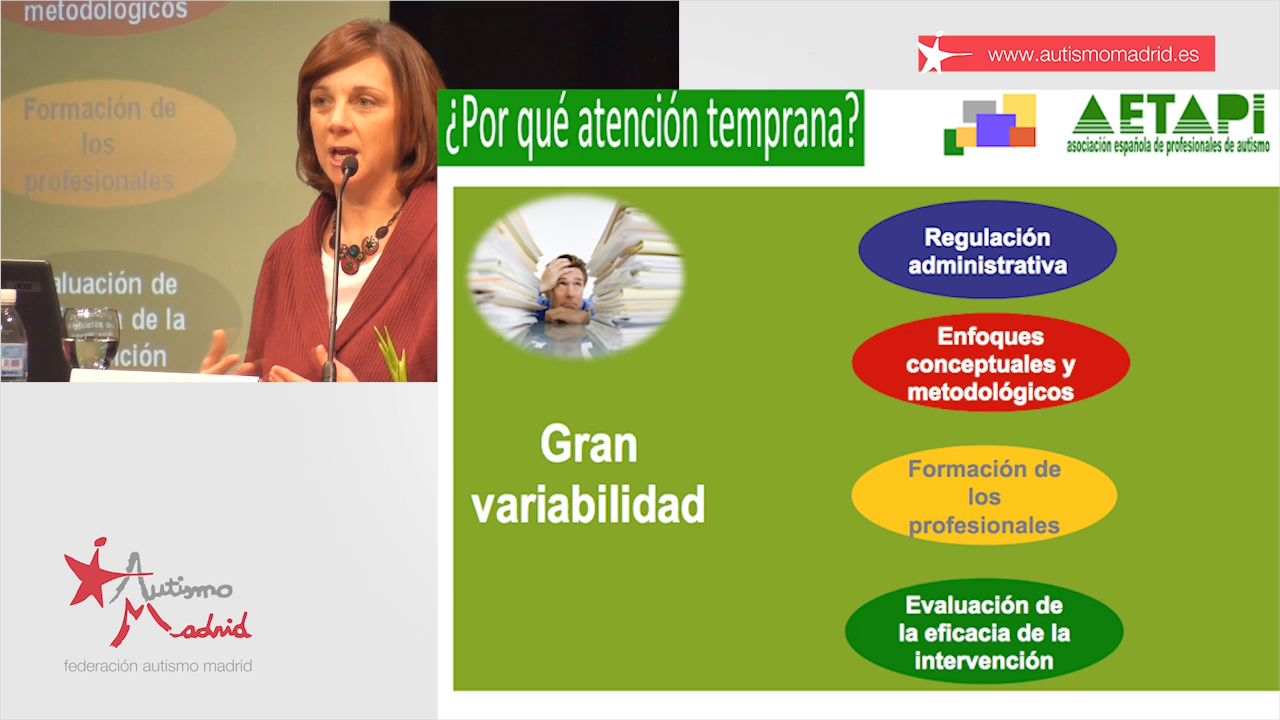 metodológicos
Formación de
los
profesionales
aluación de
de la
ción
www.autismomadrid.es
¿Por qué atención temprana?
AETAPI
asociación española de profesionales de autismo
Regulación
administrativa
Enfoques
conceptuales y
metodológicos
Gran
variabilidad
Formación de
los
profesionales
Evaluación de
la eficacia de la
intervención
Autismo
Madrid
federación autismo madrid